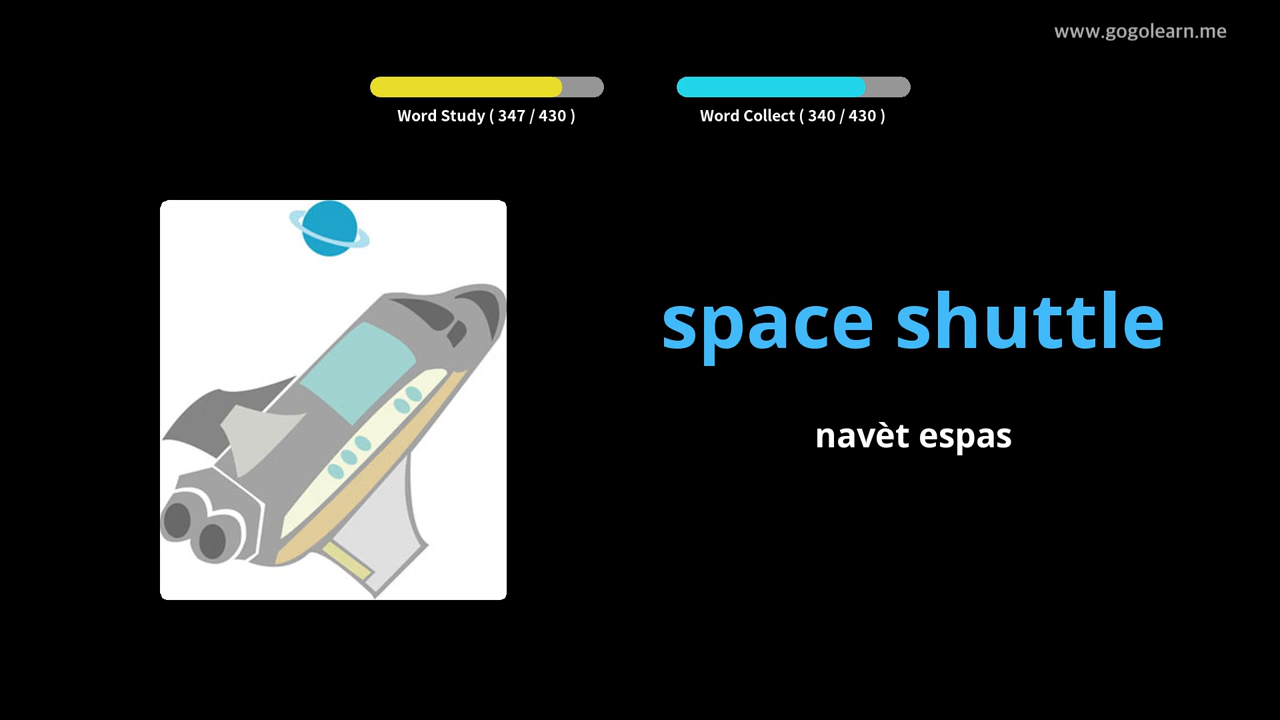 www.gogolearn.me
Word Study ( 347 / 430 )
Word Collect ( 340 / 430 )
space shuttle
navèt espas